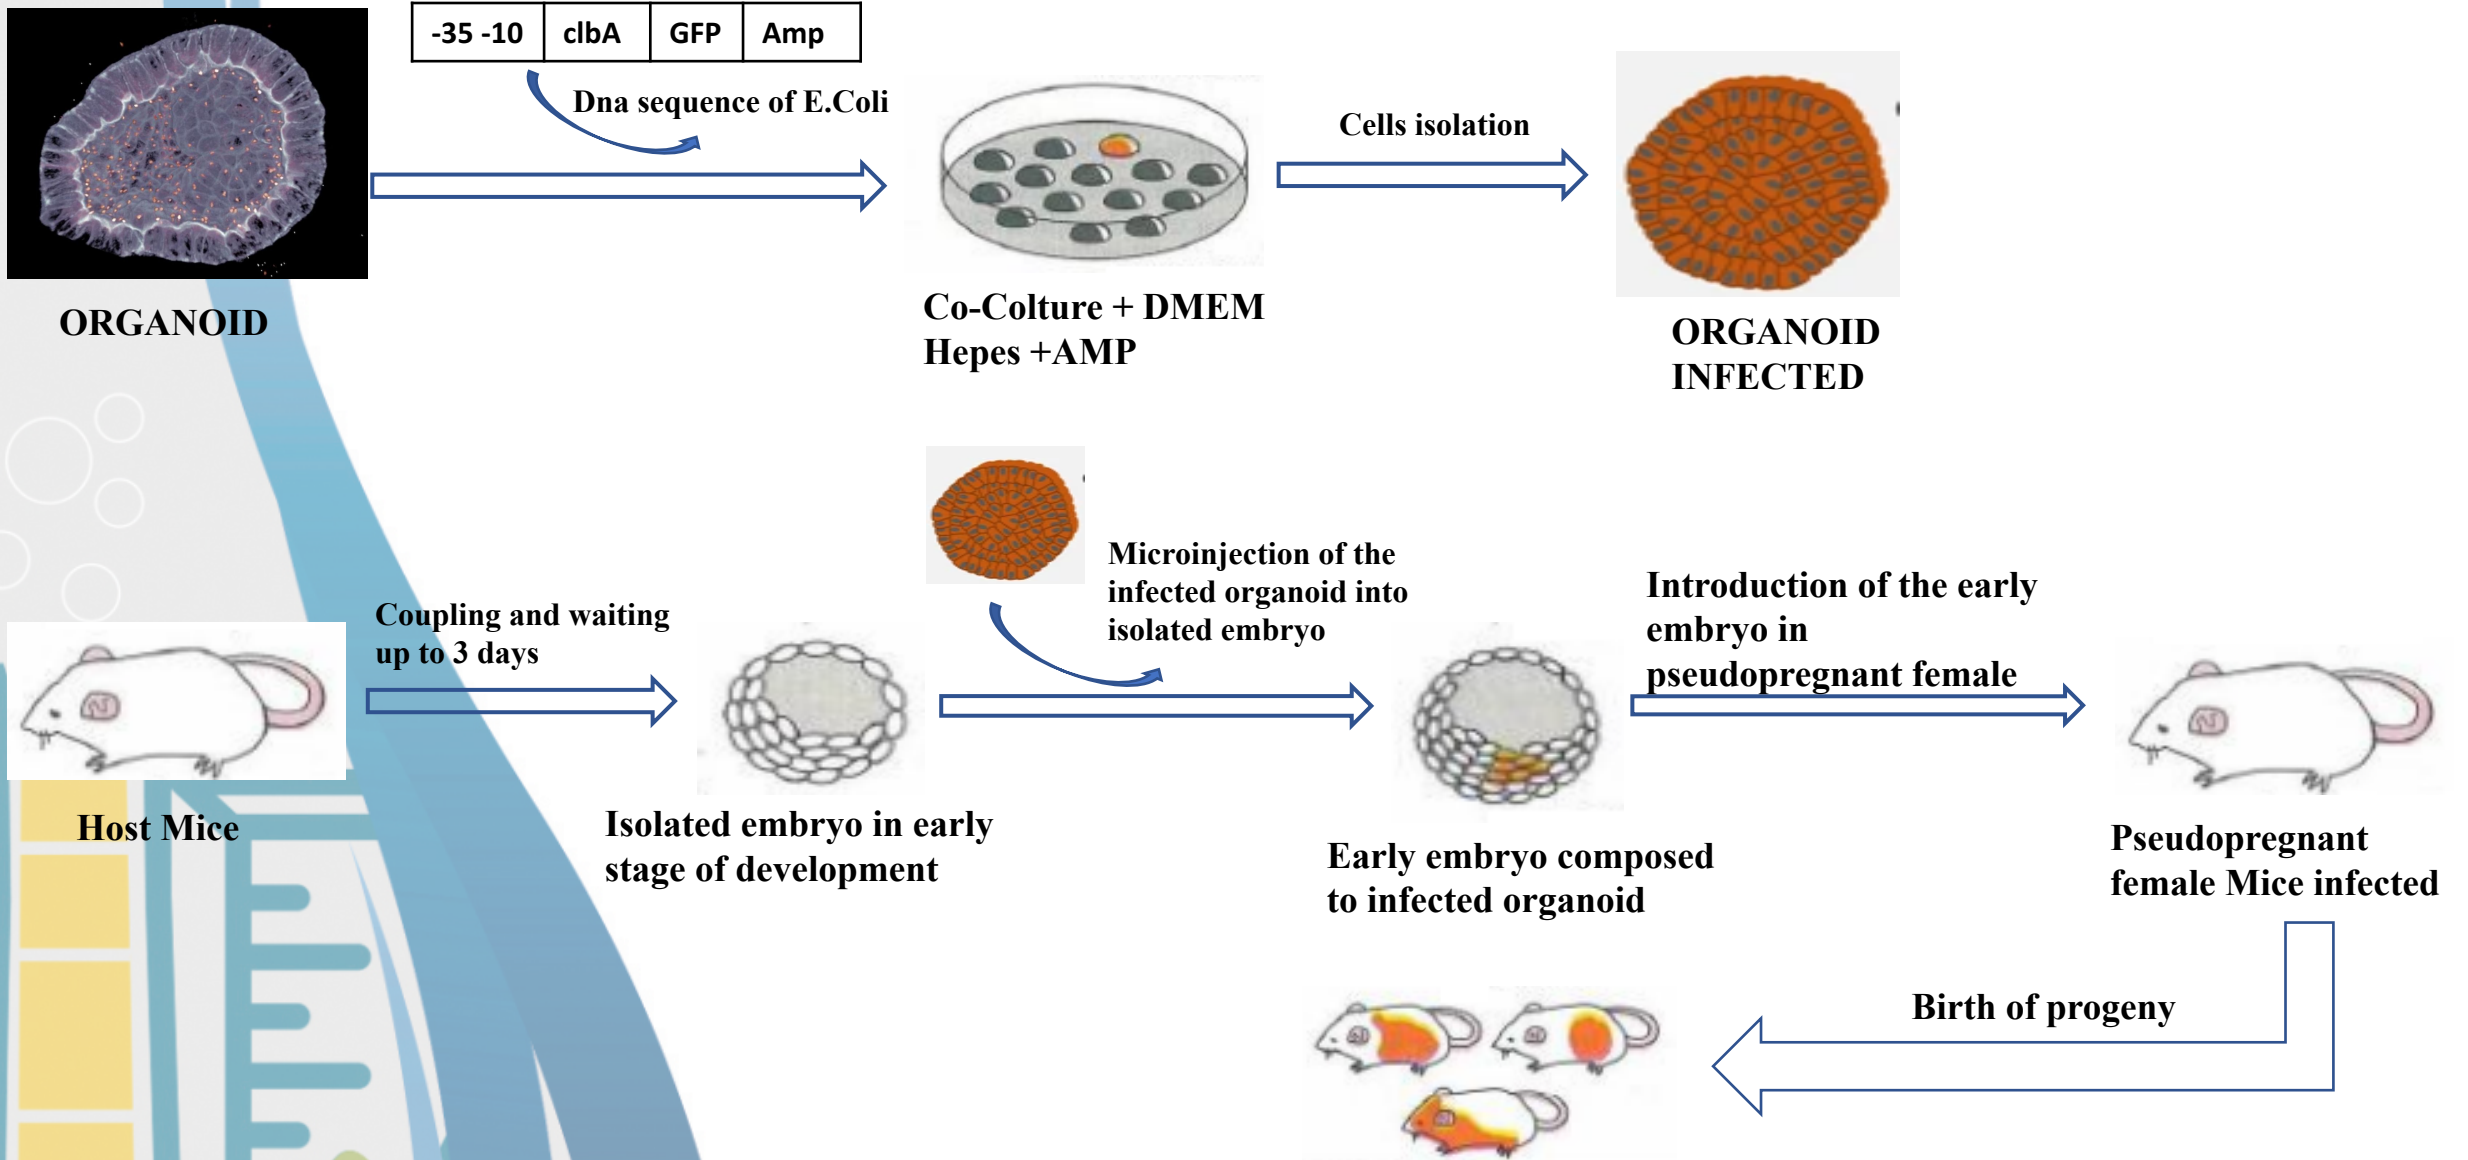 -35 -10 clbA GFP Amp
Dna sequence of E.Coli
Cells isolation
ORGANOID
Co-Colture + DMEM
Hepes +AMP
ORGANOID
INFECTED
Microinjection of the
infected organoid into
isolated embryo
Introduction of the early
embryo in
pseudopregnant female
Coupling and waiting
up to 3 days
Host Mice
Isolated embryo in early
stage of development
Early embryo composed
to infected organoid
Pseudopregnant
female Mice infected
Birth of progeny